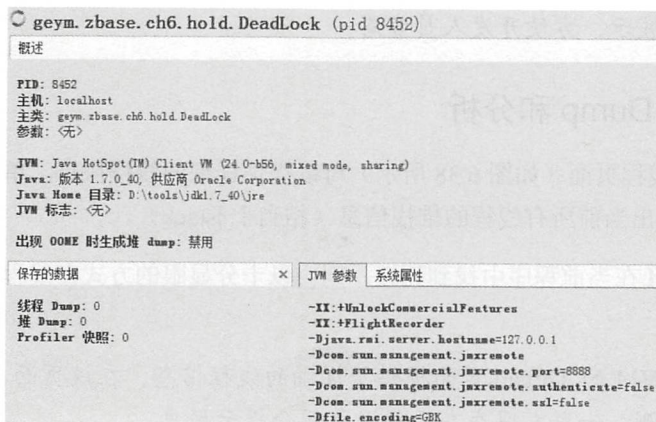 geym.zbase.ch6.hold.DeadLock (pid 8452)
概述
PID: 8452
主机: localhost
主类: geym.zbase.ch6.hold.DeadLock
参数: <无>
JVM: Java HotSpot(TM) Client VM (24.0-b56, mixed mode, sharing)
Java: 版本 1.7.0_40, 供应商 Oracle Corporation
Java Home 目录: D:\tools\jdk1.7_40\jre
JVM 标志: <无>
出现 OOME 时生成堆 dump: 禁用
保存的数据
线程 Dump: 0
堆 Dump: 0
Profiler 快照: 0
JVM 参数 系统属性
-XX:+UnlockCommercialFeatures
-XX:+FlightRecorder
-Djava.rmi.server.hostname=127.0.0.1
-Dcom.sun.management.jmxremote
-Dcom.sun.management.jmxremote.port=8888
-Dcom.sun.management.jmxremote.authenticate=false
-Dcom.sun.management.jmxremote.ssl=false
-Dfile.encoding=GBK